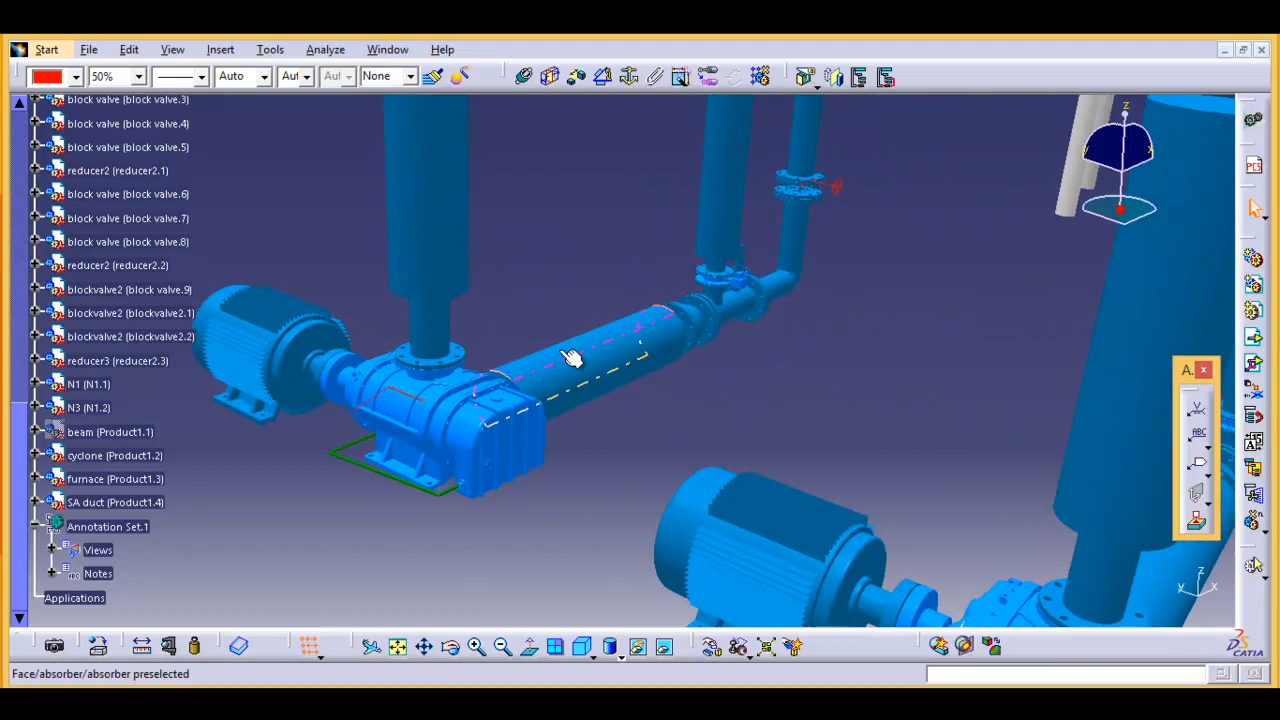 Start File Edit View Insert Tools Analyze Window Help
50% Auto Aut Aut None
block valve (block valve.3)
block valve (block valve.4)
block valve (block valve.5)
reducer2 (reducer2.1)
block valve (block valve.6)
block valve (block valve.7)
block valve (block valve.8)
reducer2 (reducer2.2)
blockvalve2 (block valve.9)
blockvalve2 (blockvalve2.1)
blockvalve2 (blockvalve2.2)
reducer3 (reducer2.3)
N1 (N1.1)
N3 (N1.2)
beam (Product1.1)
cyclone (Product1.2)
furnace (Product1.3)
SA duct (Product1.4)
Annotation Set.1
Views
Notes
Applications
z
y x
PCS
A.
ABC
z
y x
CATIA
Face/absorber/absorber preselected